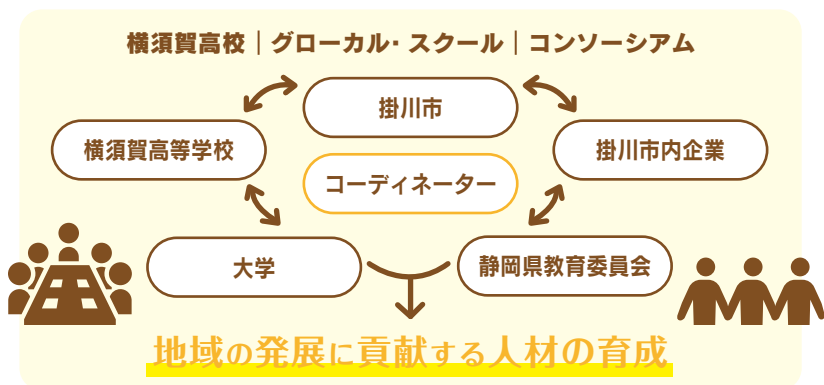 横須賀高校｜グローカル・スクール｜コンソーシアム
掛川市
横須賀高等学校
掛川市内企業
コーディネーター
大学
静岡県教育委員会
地域の発展に貢献する人材の育成